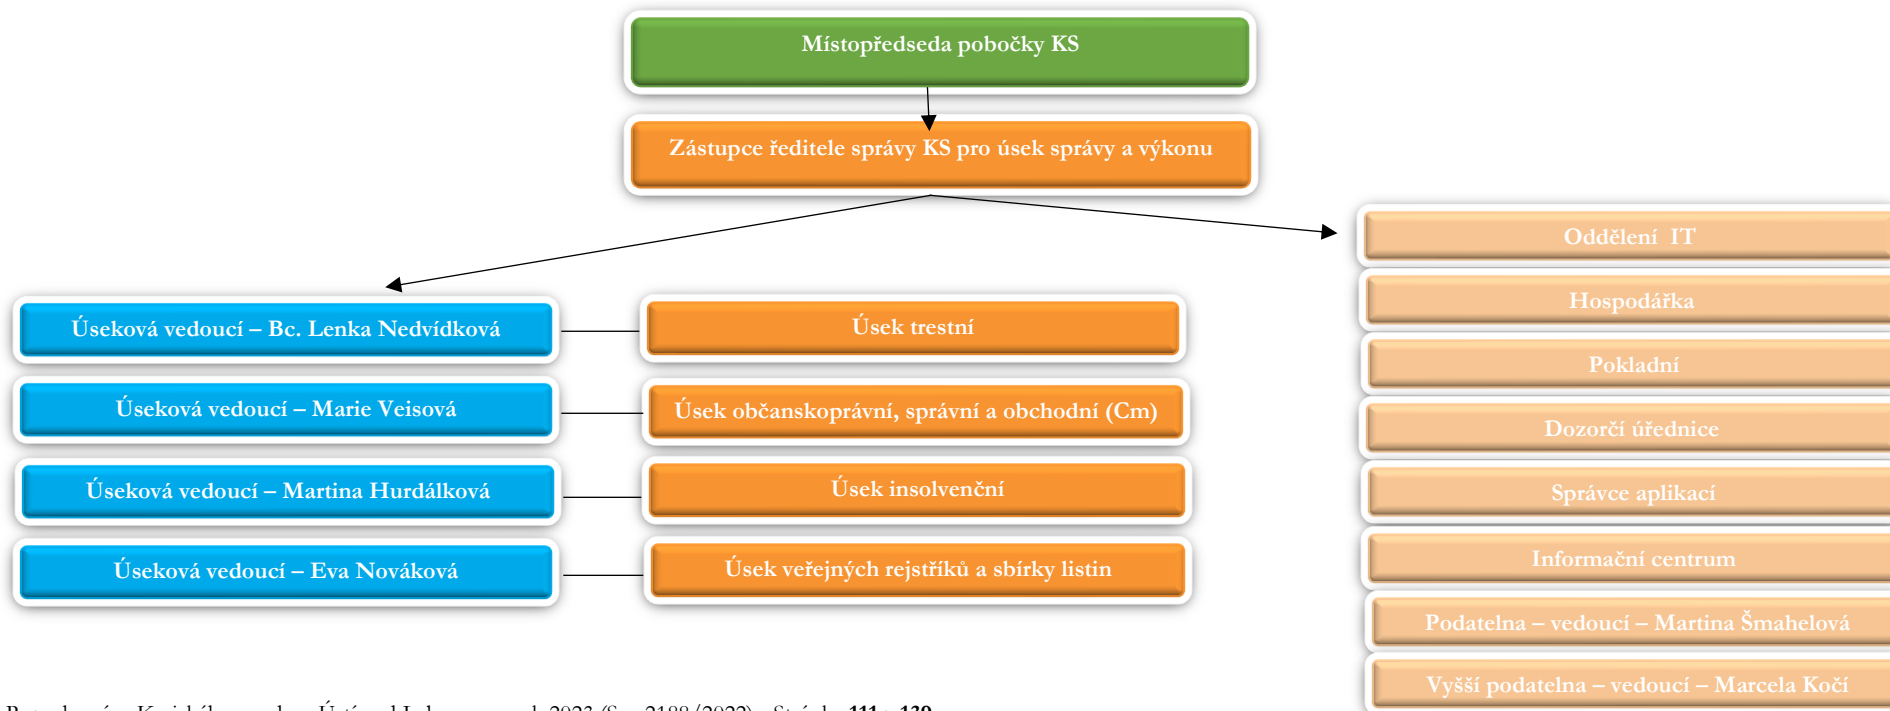 Místopředseda pobočky KS
Zástupce ředitele správy KS pro úsek správy a výkonu
Úseková vedoucí – Bc. Lenka Nedvídková
Úsek trestní
Úseková vedoucí – Marie Veisová
Úsek občanskoprávní, správní a obchodní (Cm)
Úseková vedoucí – Martina Hurdálková
Úsek insolvenční
Úseková vedoucí – Eva Nováková
Úsek veřejných rejstříků a sbírky listin
Oddělení IT
Hospodářka
Pokladní
Dozorčí úřednice
Správce aplikací
Informační centrum
Podatelna – vedoucí – Martina Šmahelová
Vyšší podatelna – vedoucí – Marcela Kočí